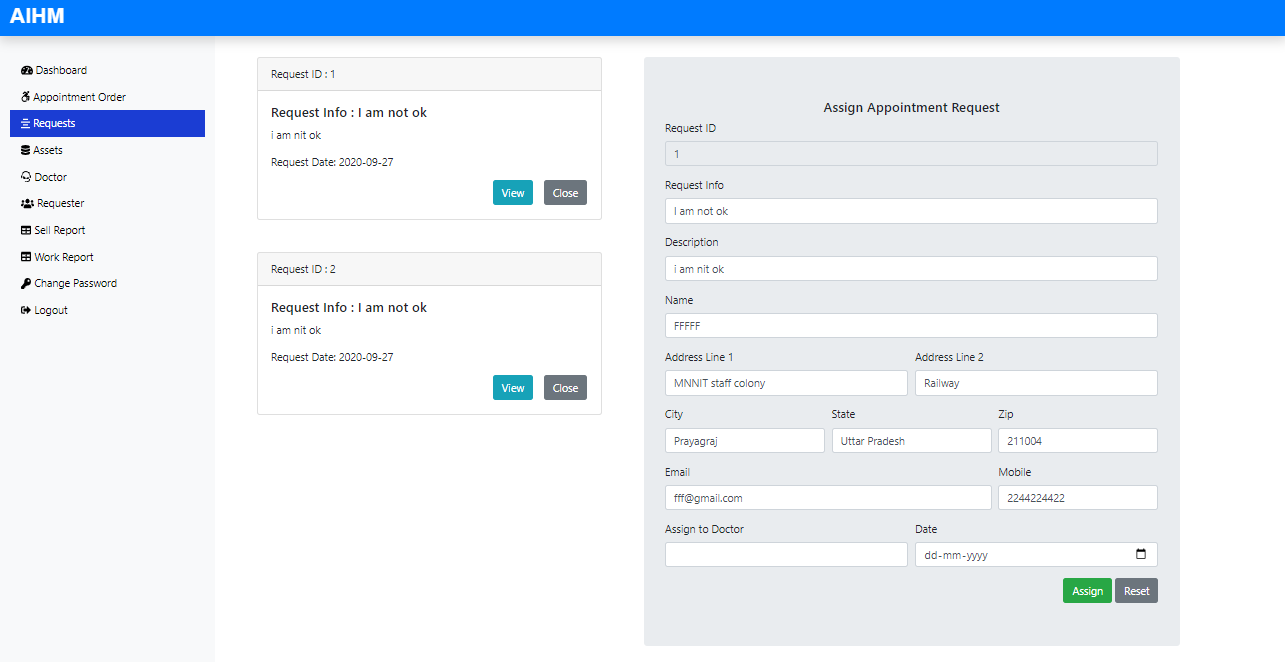 AIHM
Dashboard
Appointment Order
Requests
Assets
Doctor
Requester
Sell Report
Work Report
Change Password
Logout
Request ID : 1
Request Info : I am not ok
i am nit ok
Request Date: 2020-09-27
View Close
Request ID : 2
Request Info : I am not ok
i am nit ok
Request Date: 2020-09-27
View Close
Assign Appointment Request
Request ID
1
Request Info
I am not ok
Description
i am nit ok
Name
FFFFF
Address Line 1 Address Line 2
MNNIT staff colony Railway
City State Zip
Prayagraj Uttar Pradesh 211004
Email Mobile
fff@gmail.com 2244224422
Assign to Doctor Date
dd-mm-yyyy
Assign Reset